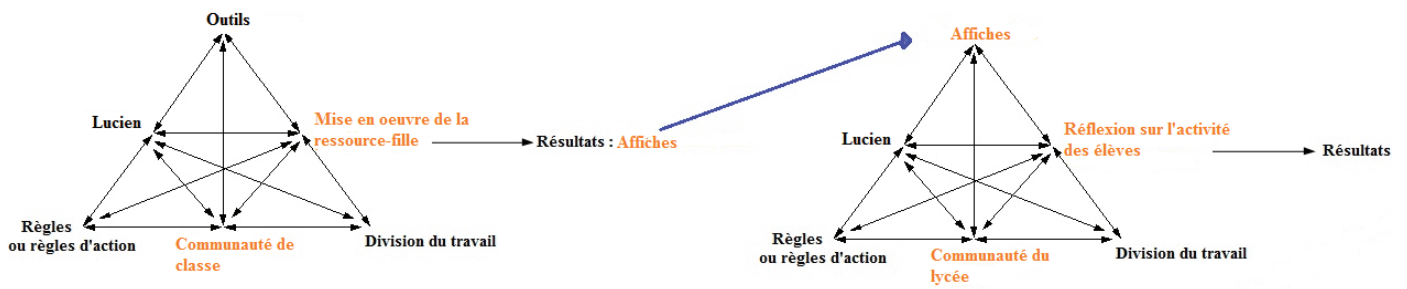 Outils
Lucien
Mise en oeuvre de la
ressource-fille
Résultats : Affiches
Règles
ou règles d'action
Communauté de
classe
Division du travail
Affiches
Lucien
Réflexion sur l'activité
des élèves
Résultats
Règles
ou règles d'action
Communauté du
lycée
Division du travail